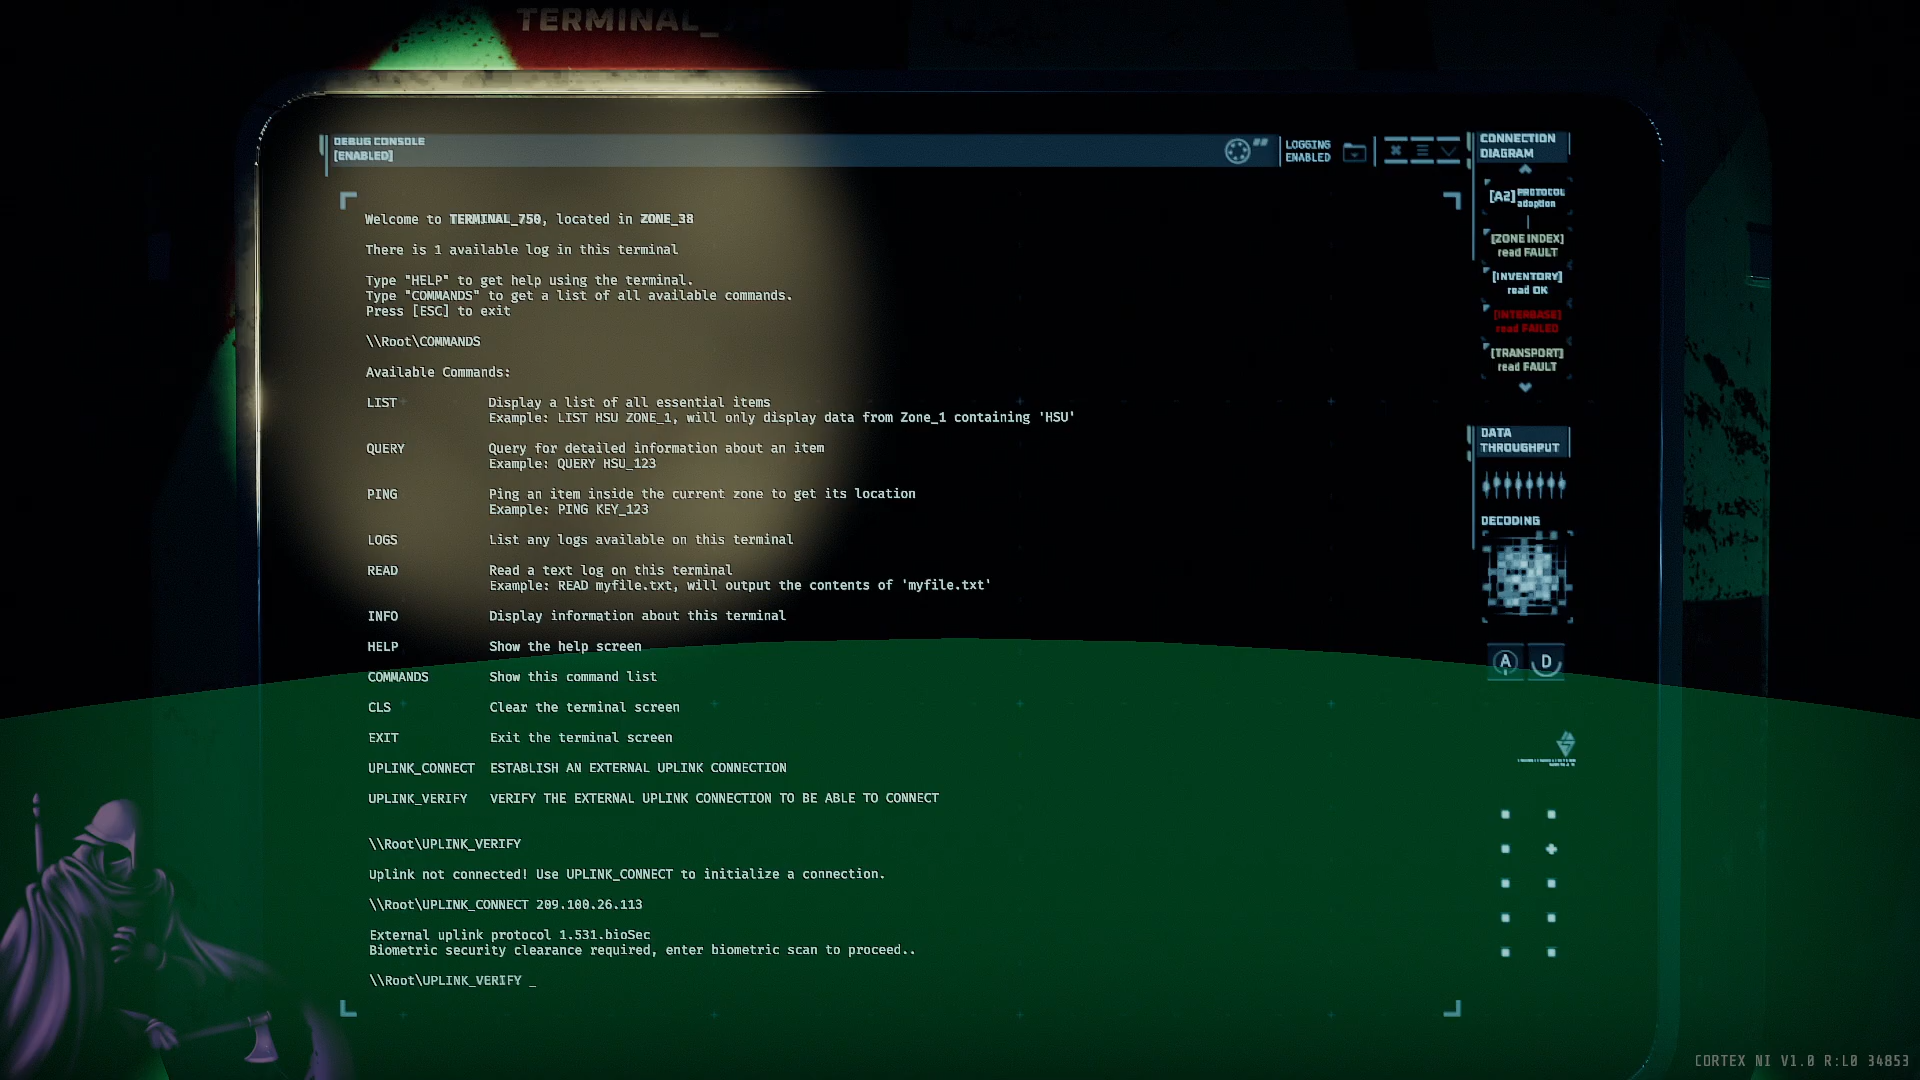 TERMINAL_
DEBUG CONSOLE
[ENABLED]
LOGGING
ENABLED
Welcome to TERMINAL_750, located in ZONE_38
There is 1 available log in this terminal
Type "HELP" to get help using the terminal.
Type "COMMANDS" to get a list of all available commands.
Press [ESC] to exit
\\Root\COMMANDS
Available Commands:
LIST Display a list of all essential items
Example: LIST HSU ZONE_1, will only display data from Zone_1 containing 'HSU'
QUERY Query for detailed information about an item
Example: QUERY HSU_123
PING Ping an item inside the current zone to get its location
Example: PING KEY_123
LOGS List any logs available on this terminal
READ Read a text log on this terminal
Example: READ myfile.txt, will output the contents of 'myfile.txt'
INFO Display information about this terminal
HELP Show the help screen
COMMANDS Show this command list
CLS Clear the terminal screen
EXIT Exit the terminal screen
UPLINK_CONNECT ESTABLISH AN EXTERNAL UPLINK CONNECTION
UPLINK_VERIFY VERIFY THE EXTERNAL UPLINK CONNECTION TO BE ABLE TO CONNECT
\\Root\UPLINK_VERIFY
Uplink not connected! Use UPLINK_CONNECT to initialize a connection.
\\Root\UPLINK_CONNECT 209.100.26.113
External uplink protocol 1.531.bioSec
Biometric security clearance required, enter biometric scan to proceed..
\\Root\UPLINK_VERIFY _
CONNECTION
DIAGRAM
[A2] PROTOCOL
adaption
[ZONE INDEX]
read FAULT
[INVENTORY]
read OK
[INTERBASE]
read FAILED
[TRANSPORT]
read FAULT
DATA
THROUGHPUT
DECODING
A D
CORTEX NI V1.0 R:L0 34853